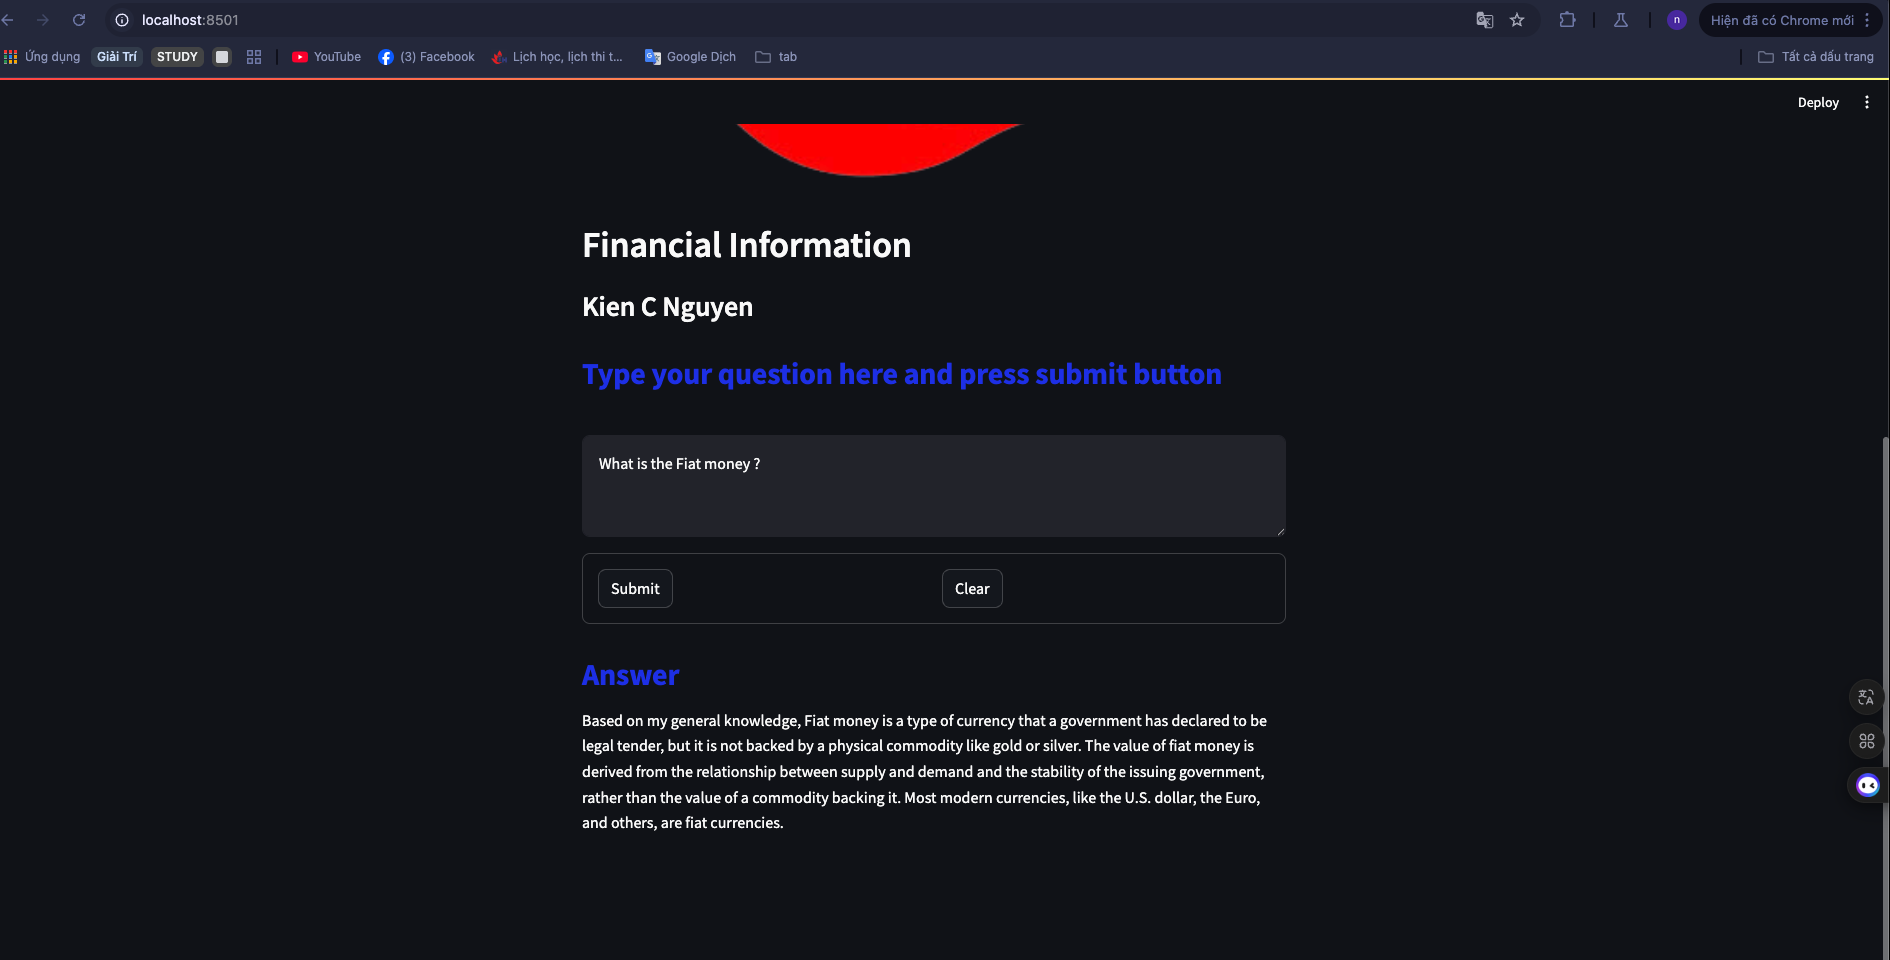 localhost:8501
Hiện đã có Chrome mới
Ứng dụng
Giải Trí
STUDY
YouTube
(3) Facebook
Lịch học, lịch thi t...
Google Dịch
tab
Tất cả dấu trang
Deploy
Financial Information
Kien C Nguyen
Type your question here and press submit button
What is the Fiat money ?
Submit
Clear
Answer
Based on my general knowledge, Fiat money is a type of currency that a government has declared to be
legal tender, but it is not backed by a physical commodity like gold or silver. The value of fiat money is
derived from the relationship between supply and demand and the stability of the issuing government,
rather than the value of a commodity backing it. Most modern currencies, like the U.S. dollar, the Euro,
and others, are fiat currencies.